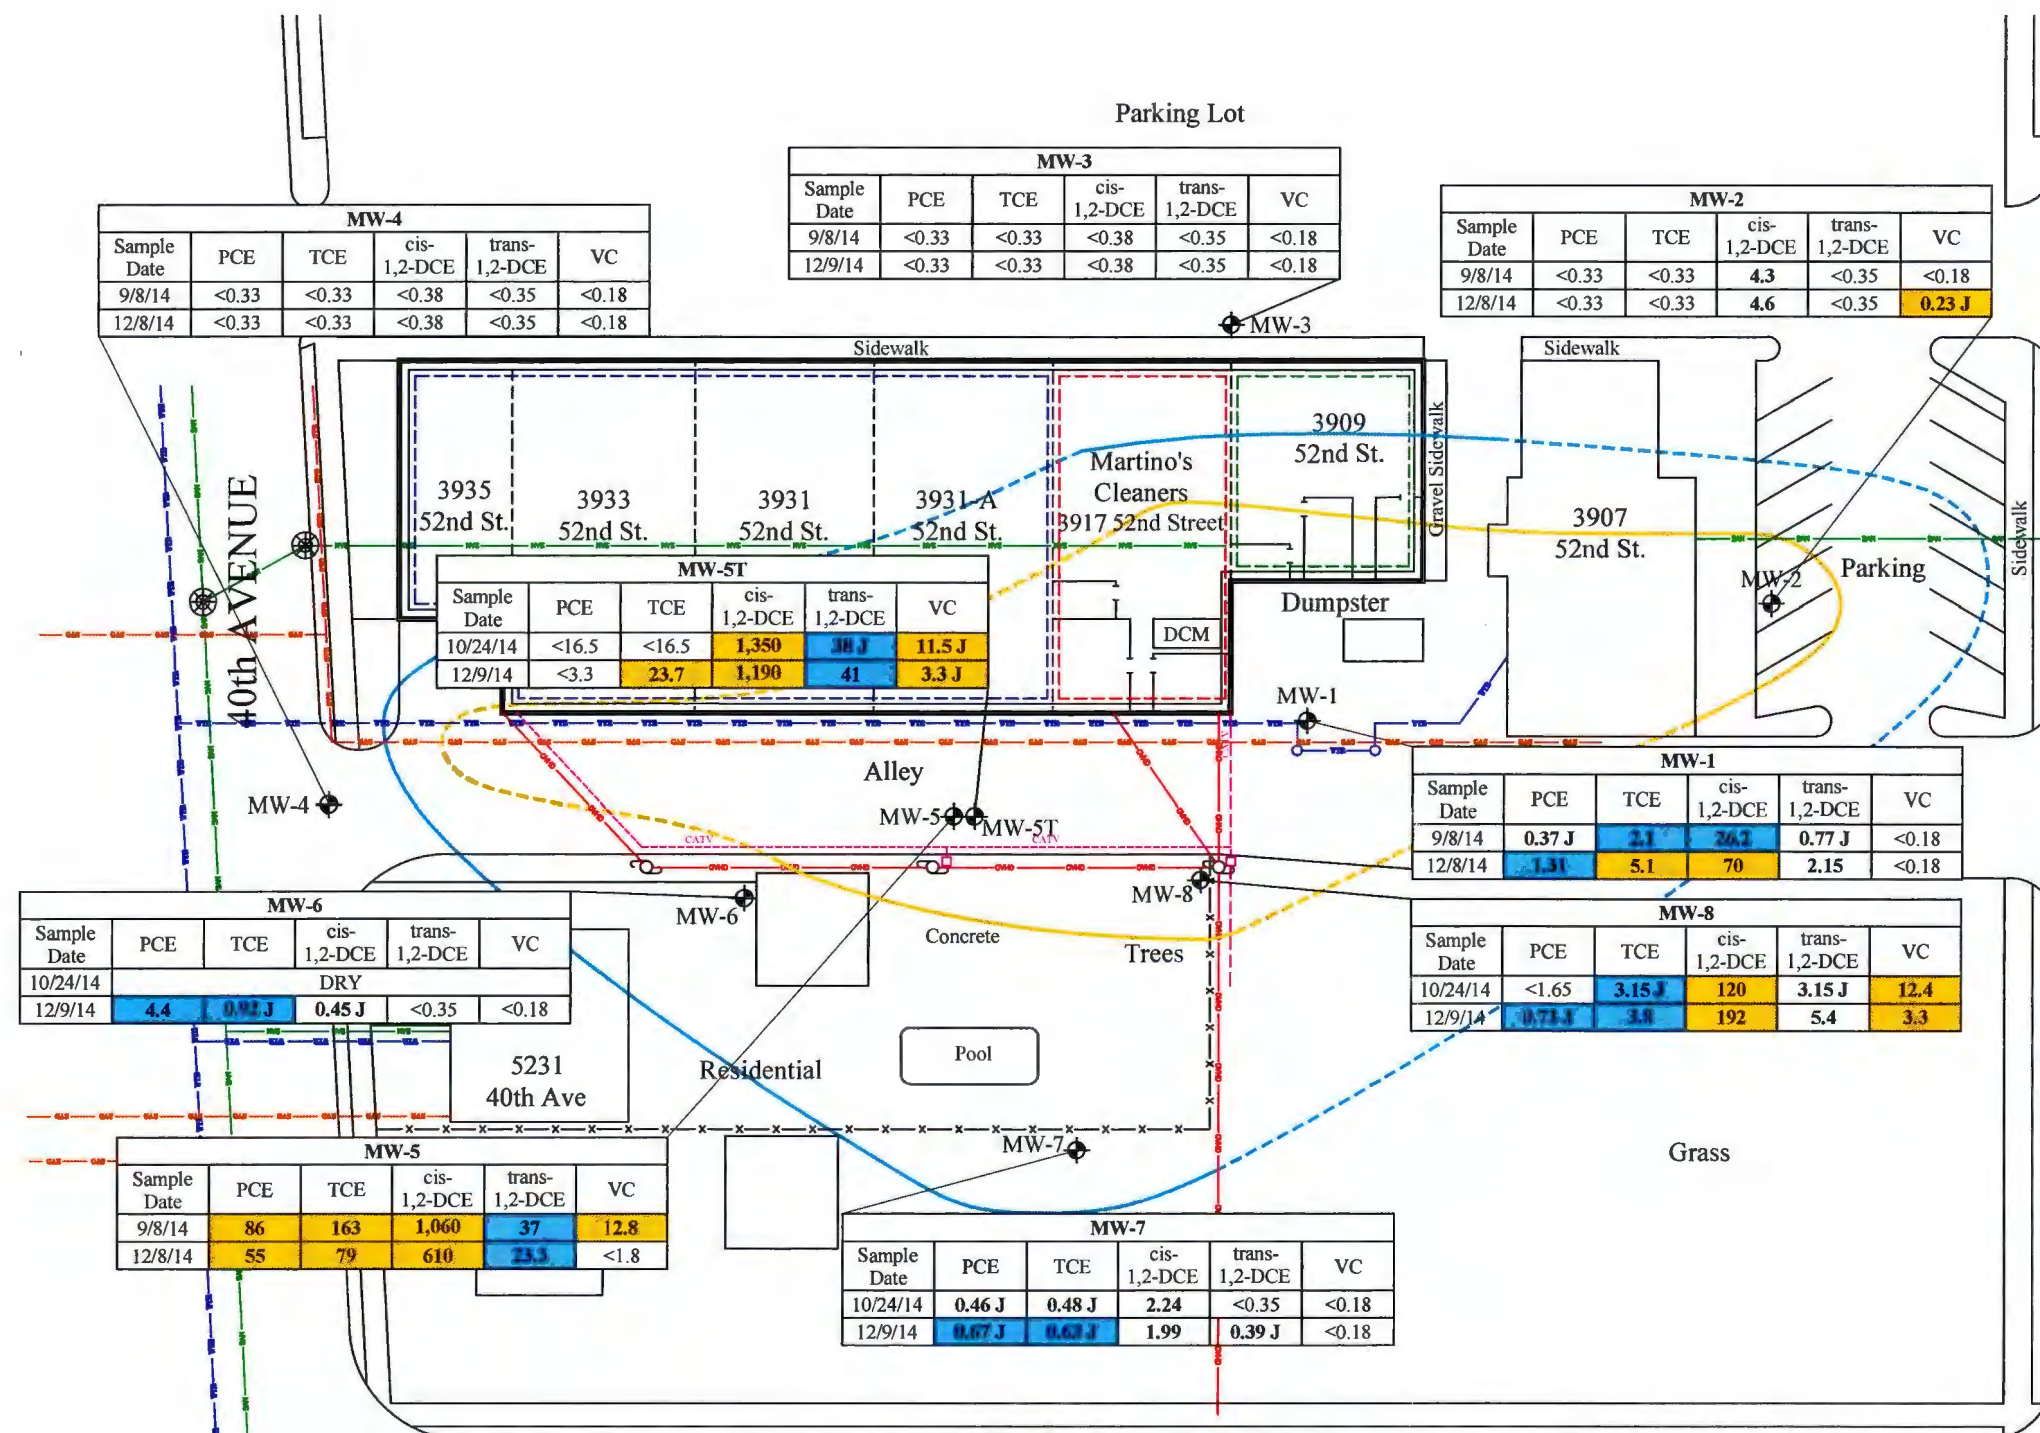 Parking Lot
MW-3
Sample Date PCE TCE cis-1,2-DCE trans-1,2-DCE VC
9/8/14 <0.33 <0.33 <0.38 <0.35 <0.18
12/9/14 <0.33 <0.33 <0.38 <0.35 <0.18
MW-2
Sample Date PCE TCE cis-1,2-DCE trans-1,2-DCE VC
9/8/14 <0.33 <0.33 4.3 <0.35 <0.18
12/8/14 <0.33 <0.33 4.6 <0.35 0.23 J
MW-4
Sample Date PCE TCE cis-1,2-DCE trans-1,2-DCE VC
9/8/14 <0.33 <0.33 <0.38 <0.35 <0.18
12/8/14 <0.33 <0.33 <0.38 <0.35 <0.18
MW-3
Sidewalk
Sidewalk
3909
52nd St.
Gravel Sidewalk
Martino's
Cleaners
3917 52nd Street
3935
52nd St.
3933
52nd St.
3931
52nd St.
3931-A
52nd St.
3907
52nd St.
Sidewalk
40th AVENUE
MW-2
Parking
Dumpster
DCM
MW-5T
Sample Date PCE TCE cis-1,2-DCE trans-1,2-DCE VC
10/24/14 <16.5 <16.5 1,350 38 J 11.5 J
12/9/14 <3.3 23.7 1,190 41 3.3 J
MW-1
Alley
MW-4
MW-5
MW-5T
CATV
CATV
CATV
MW-1
Sample Date PCE TCE cis-1,2-DCE trans-1,2-DCE VC
9/8/14 0.37 J 2.1 26.2 0.77 J <0.18
12/8/14 1.31 5.1 70 2.15 <0.18
MW-8
MW-6
Concrete
Trees
MW-6
Sample Date PCE TCE cis-1,2-DCE trans-1,2-DCE VC
10/24/14 DRY
12/9/14 4.4 0.92 J 0.45 J <0.35 <0.18
MW-8
Sample Date PCE TCE cis-1,2-DCE trans-1,2-DCE VC
10/24/14 <1.65 3.15 J 120 3.15 J 12.4
12/9/14 0.73 J 3.8 192 5.4 3.3
Pool
Residential
5231
40th Ave
MW-7
Grass
MW-5
Sample Date PCE TCE cis-1,2-DCE trans-1,2-DCE VC
9/8/14 86 163 1,060 37 12.8
12/8/14 55 79 610 23.3 <1.8
MW-7
Sample Date PCE TCE cis-1,2-DCE trans-1,2-DCE VC
10/24/14 0.46 J 0.48 J 2.24 <0.35 <0.18
12/9/14 0.67 J 0.63 J 1.99 0.39 J <0.18